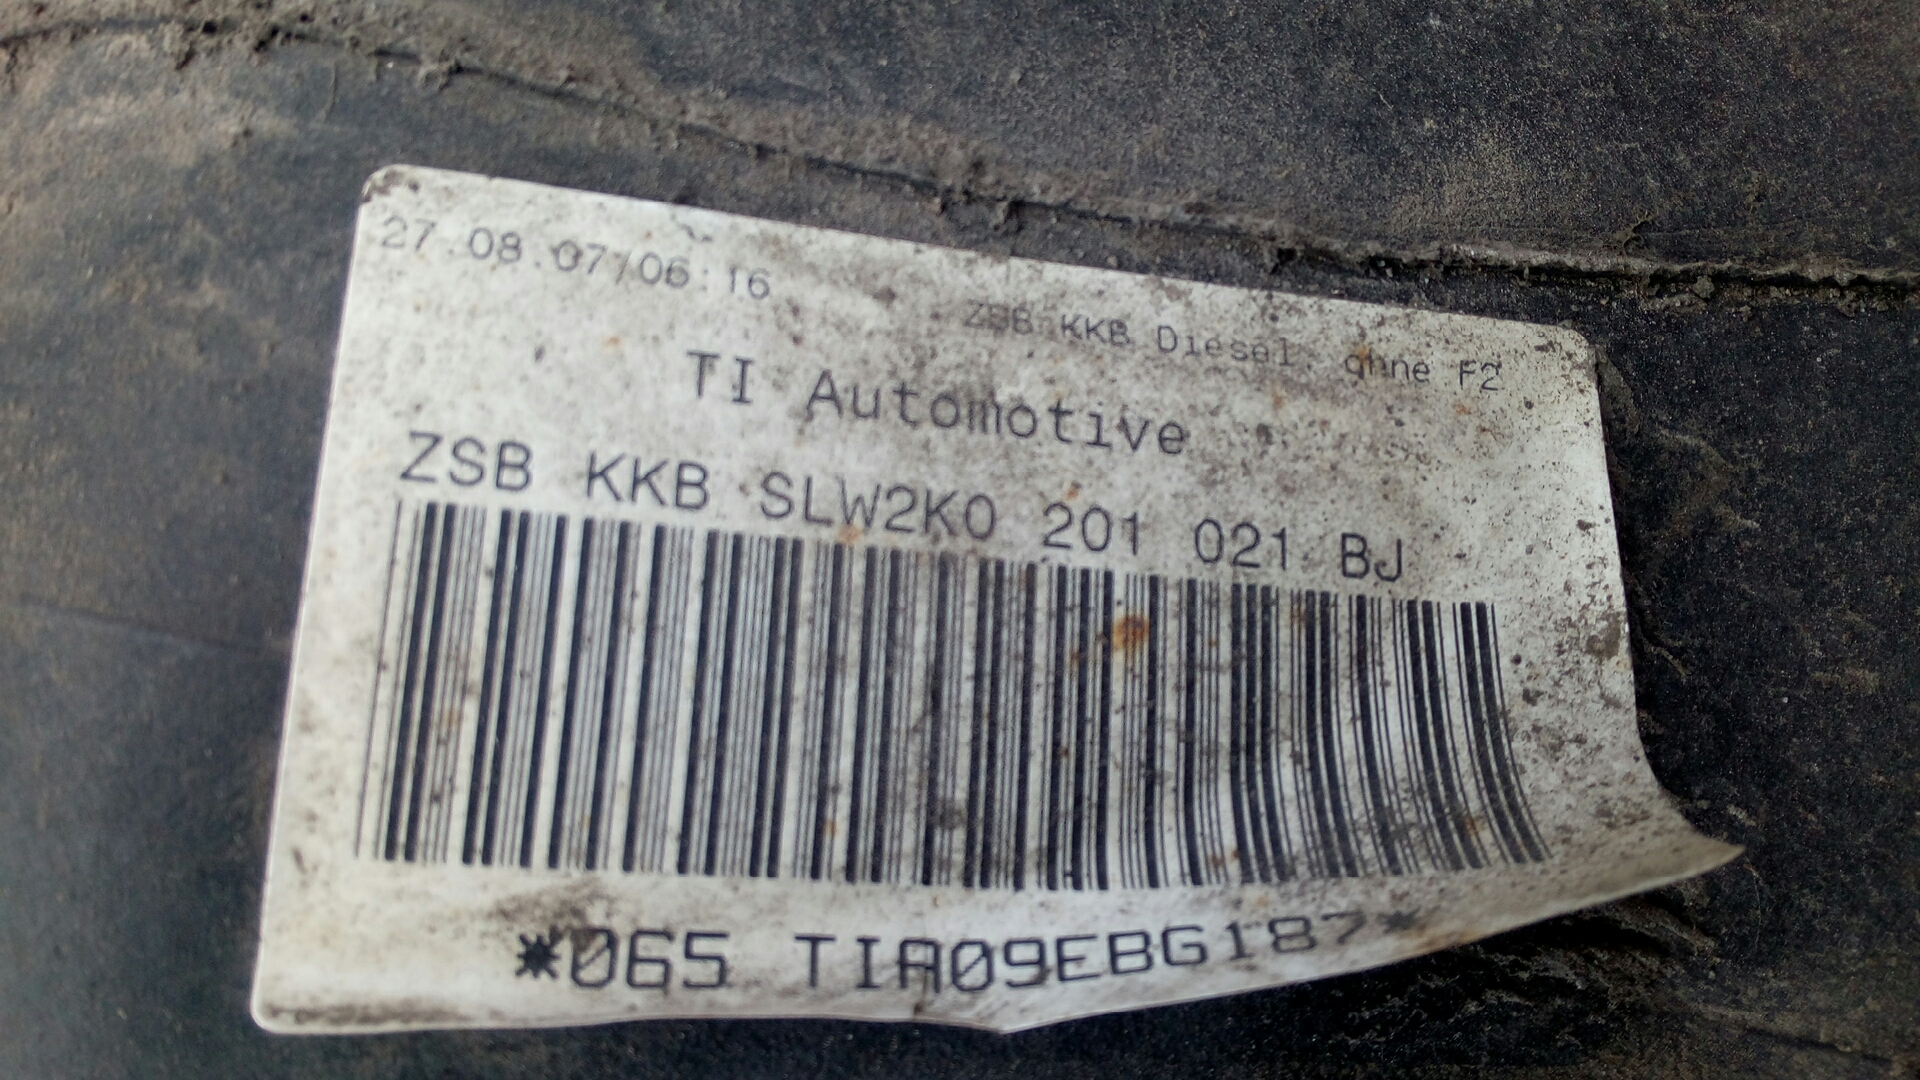 27.08.07/06:16
ZSB KKB Diesel ohne F2
TI Automotive
ZSB KKB SLW2K0 201 021 BJ
*065 TIA09EBG187*